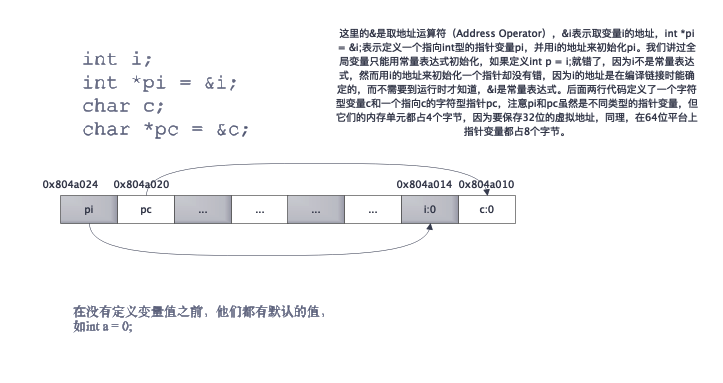 int i;
int *pi = &i;
char c;
char *pc = &c;
这里的&是取地址运算符（Address Operator），&i表示取变量i的地址，int *pi
= &i;表示定义一个指向int型的指针变量pi，并用i的地址来初始化pi。我们讲过全
局变量只能用常量表达式初始化，如果定义int p = i;就错了，因为i不是常量表达
式，然而用i的地址来初始化一个指针却没有错，因为i的地址是在编译链接时能确
定的，而不需要到运行时才知道，&i是常量表达式。后面两行代码定义了一个字符
型变量c和一个指向c的字符型指针pc，注意pi和pc虽然是不同类型的指针变量，但
它们的内存单元都占4个字节，因为要保存32位的虚拟地址，同理，在64位平台上
指针变量都占8个字节。
0x804a024 0x804a020 0x804a014 0x804a010
pi pc ... ... ... ... i:0 c:0
在没有定义变量值之前，他们都有默认的值，
如int a = 0;